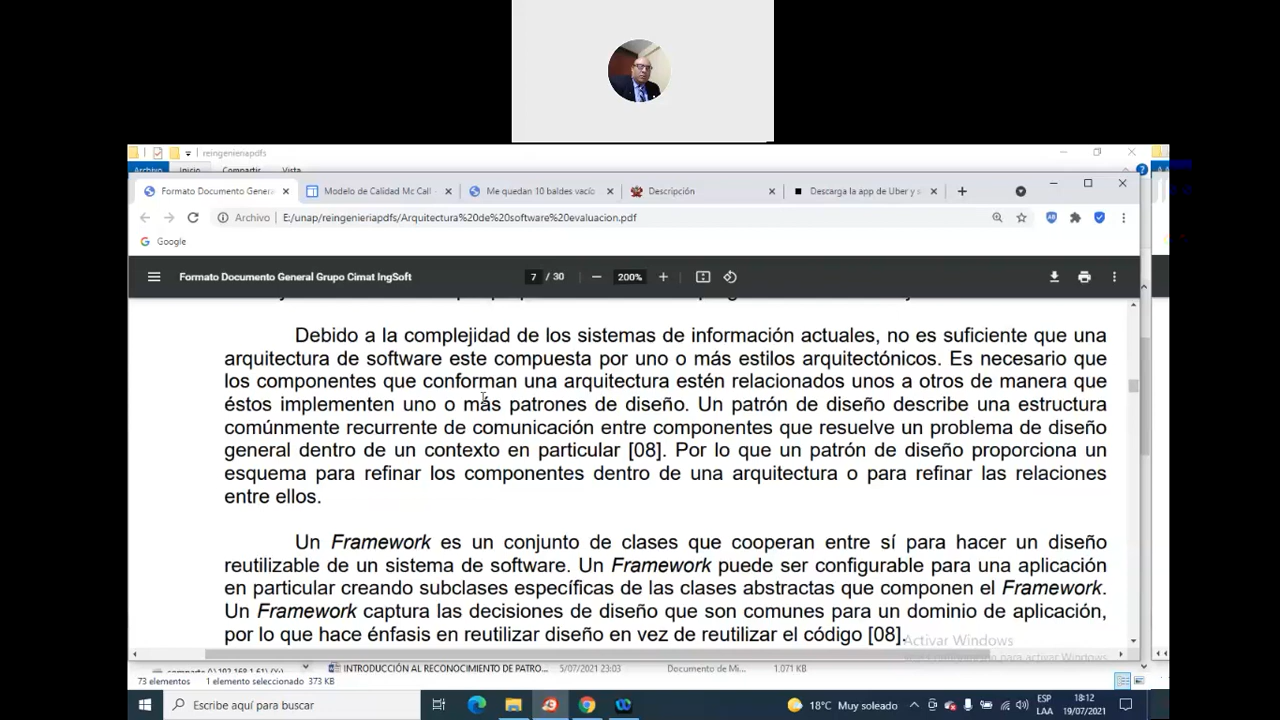 reingenienapdfs
Archivo Inicio Compartir Vista
Formato Documento Genera
Modelo de Calidad Mc Call
Me quedan 10 baldes vacío
Descripción
Descarga la app de Uber y s
Archivo
E:/unap/reingenieriapdfs/Arquitectura%20de%20software%20evaluacion.pdf
Google
Formato Documento General Grupo Cimat IngSoft
7 / 30
200%
Debido a la complejidad de los sistemas de información actuales, no es suficiente que una
arquitectura de software este compuesta por uno o más estilos arquitectónicos. Es necesario que
los componentes que conforman una arquitectura estén relacionados unos a otros de manera que
éstos implementen uno o más patrones de diseño. Un patrón de diseño describe una estructura
comúnmente recurrente de comunicación entre componentes que resuelve un problema de diseño
general dentro de un contexto en particular [08]. Por lo que un patrón de diseño proporciona un
esquema para refinar los componentes dentro de una arquitectura o para refinar las relaciones
entre ellos.
Un Framework es un conjunto de clases que cooperan entre sí para hacer un diseño
reutilizable de un sistema de software. Un Framework puede ser configurable para una aplicación
en particular creando subclases específicas de las clases abstractas que componen el Framework.
Un Framework captura las decisiones de diseño que son comunes para un dominio de aplicación,
por lo que hace énfasis en reutilizar diseño en vez de reutilizar el código [08].
Activar Windows
INTRODUCCIÓN AL RECONOCIMIENTO DE PATRO...
5/07/2021 23:03
Documento de Mi...
1.071 KB
73 elementos
1 elemento seleccionado 373 KB
Escribe aquí para buscar
18°C Muy soleado
ESP
LAA
18:12
19/07/2021